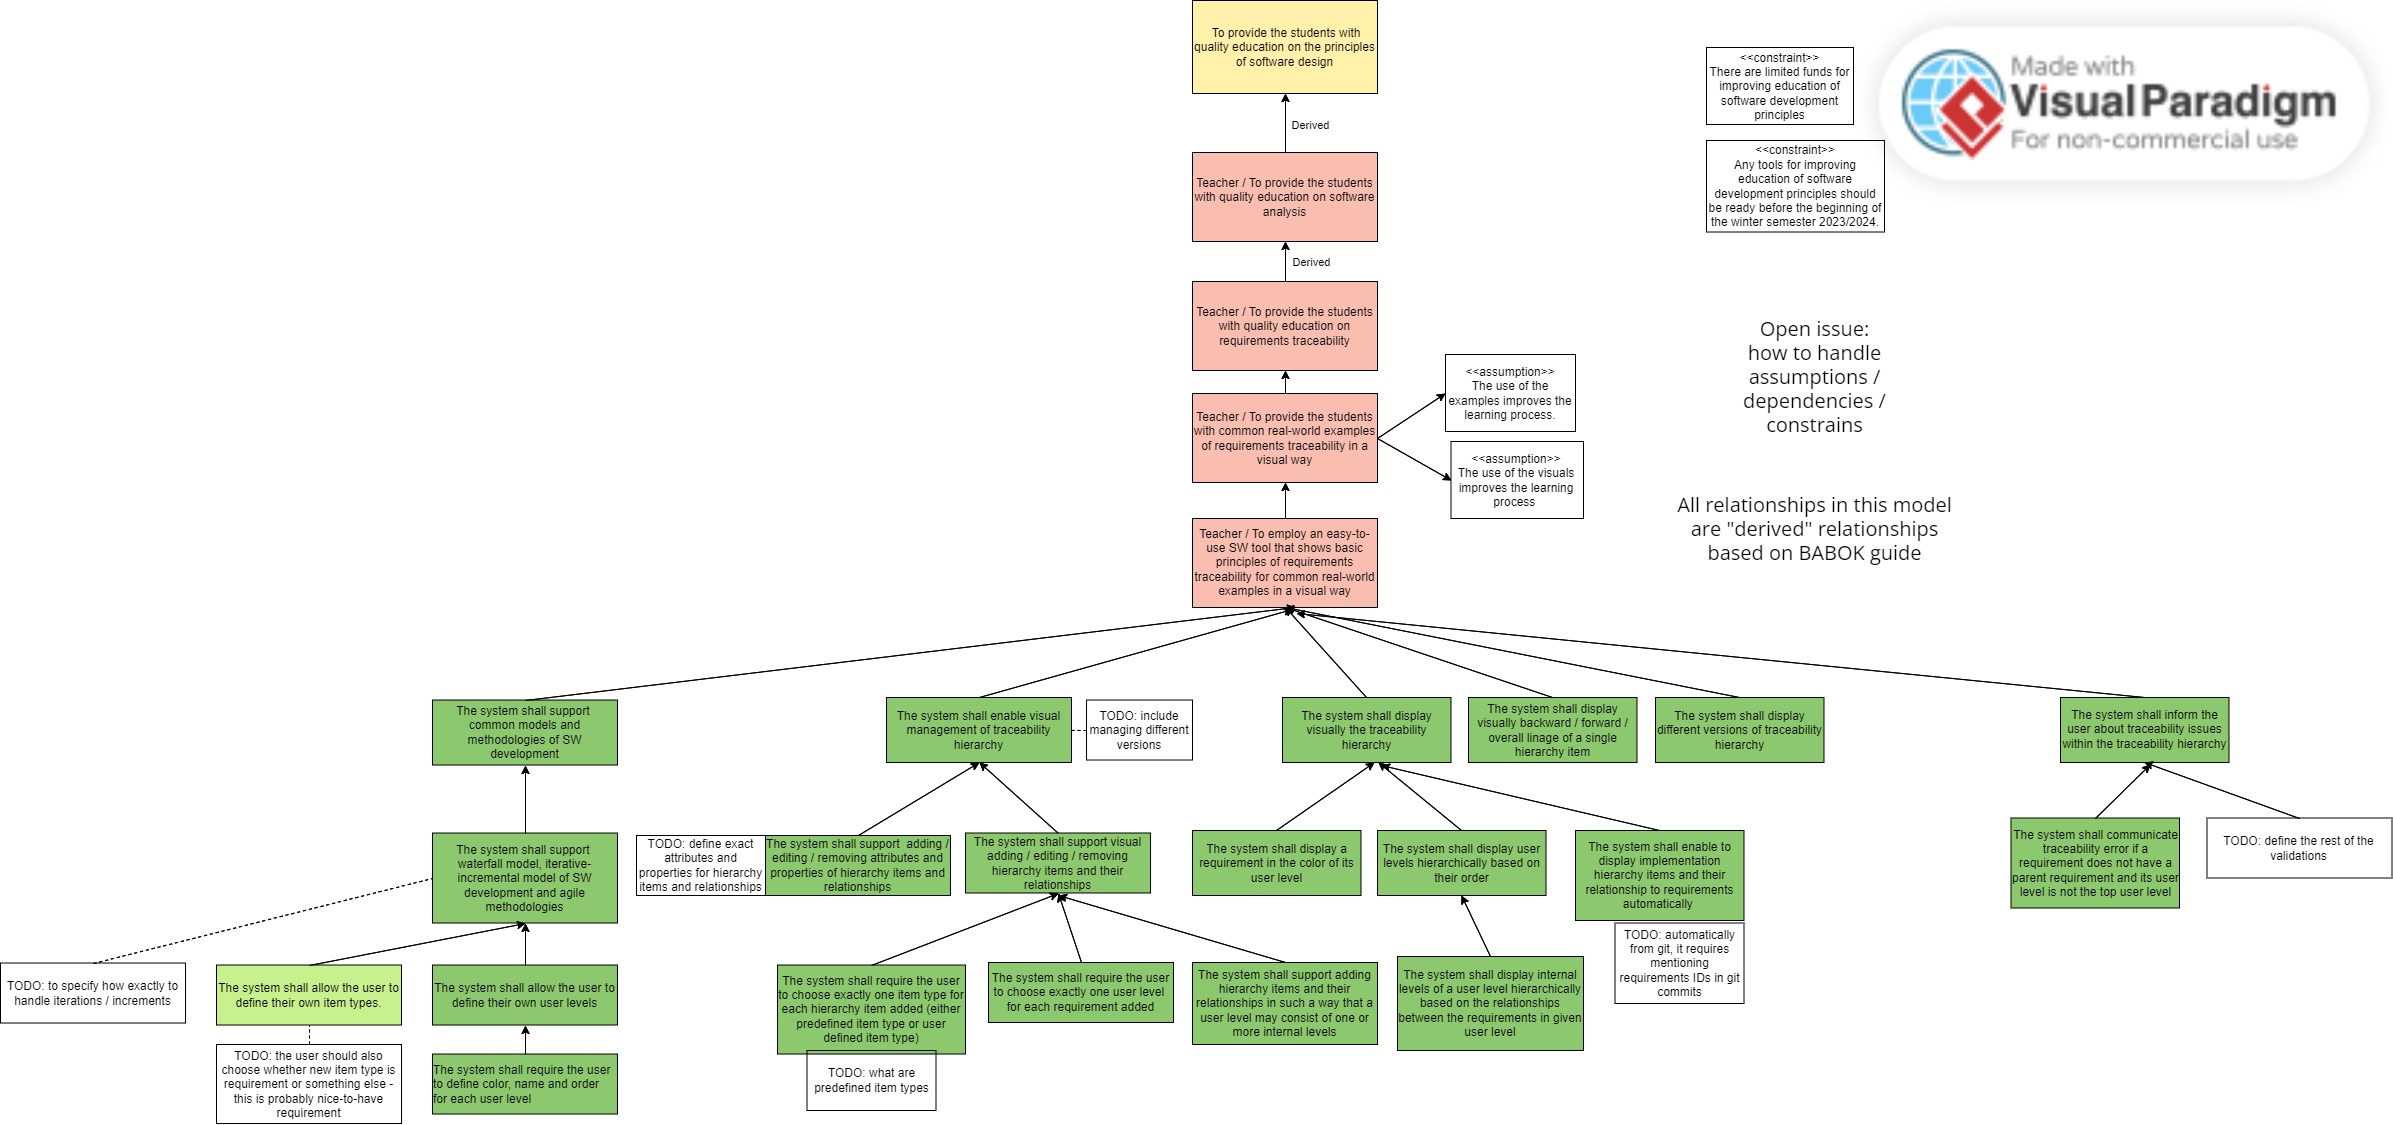 To provide the students with
quality education on the principles
of software design
Derived
Teacher / To provide the students
with quality education on software
analysis
Derived
Teacher / To provide the students
with quality education on
requirements traceability
Teacher / To provide the students
with common real-world examples
of requirements traceability in a
visual way
<<assumption>>
The use of the
examples improves the
learning process.
<<assumption>>
The use of the visuals
improves the learning
process
Teacher / To employ an easy-to-
use SW tool that shows basic
principles of requirements
traceability for common real-world
examples in a visual way
<<constraint>>
There are limited funds for
improving education of
software development
principles
<<constraint>>
Any tools for improving
education of software
development principles should
be ready before the beginning of
the winter semester 2023/2024.
Made with
Visual Paradigm
For non-commercial use
Open issue:
how to handle
assumptions /
dependencies /
constrains
All relationships in this model
are "derived" relationships
based on BABOK guide
The system shall support
common models and
methodologies of SW
development
The system shall enable visual
management of traceability
hierarchy
TODO: include
managing different
versions
The system shall display
visually the traceability
hierarchy
The system shall display
visually backward / forward /
overall linage of a single
hierarchy item
The system shall display
different versions of traceability
hierarchy
The system shall inform the
user about traceability issues
within the traceability hierarchy
The system shall support
waterfall model, iterative-
incremental model of SW
development and agile
methodologies
TODO: define exact
attributes and
properties for hierarchy
items and relationships
The system shall support  adding /
editing / removing attributes and
properties of hierarchy items and
relationships
The system shall support visual
adding / editing / removing
hierarchy items and their
relationships
The system shall display a
requirement in the color of its
user level
The system shall display user
levels hierarchically based on
their order
The system shall enable to
display implementation
hierarchy items and their
relationship to requirements
automatically
The system shall communicate
traceability error if a
requirement does not have a
parent requirement and its user
level is not the top user level
TODO: define the rest of the
validations
TODO: to specify how exactly to
handle iterations / increments
The system shall allow the user to
define their own item types.
The system shall allow the user to
define their own user levels
The system shall require the user
to choose exactly one item type for
each hierarchy item added (either
predefined item type or user
defined item type)
The system shall require the user
to choose exactly one user level
for each requirement added
The system shall support adding
hierarchy items and their
relationships in such a way that a
user level may consist of one or
more internal levels
The system shall display internal
levels of a user level hierarchically
based on the relationships
between the requirements in given
user level
TODO: automatically
from git, it requires
mentioning
requirements IDs in git
commits
TODO: the user should also
choose whether new item type is
requirement or something else -
this is probably nice-to-have
requirement
The system shall require the user
to define color, name and order
for each user level
TODO: what are
predefined item types